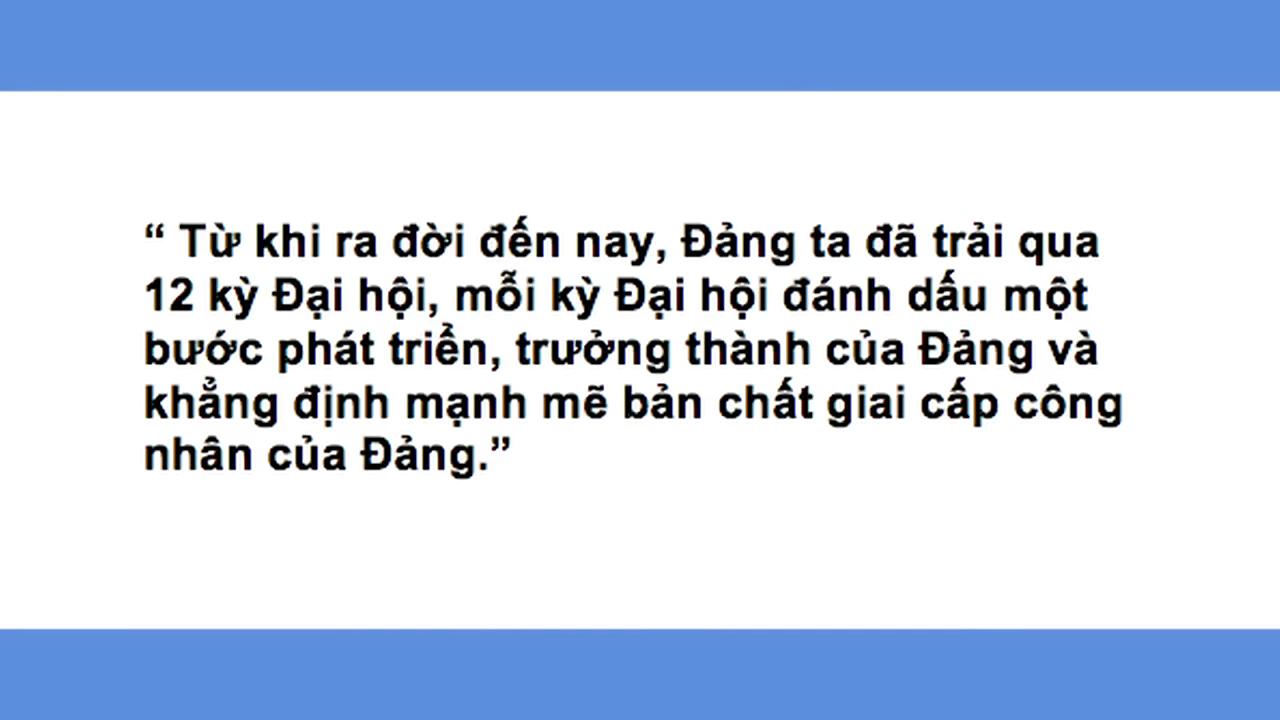 “ Từ khi ra đời đến nay, Đảng ta đã trải qua
12 kỳ Đại hội, mỗi kỳ Đại hội đánh dấu một
bước phát triển, trưởng thành của Đảng và
khẳng định mạnh mẽ bản chất giai cấp công
nhân của Đảng.”